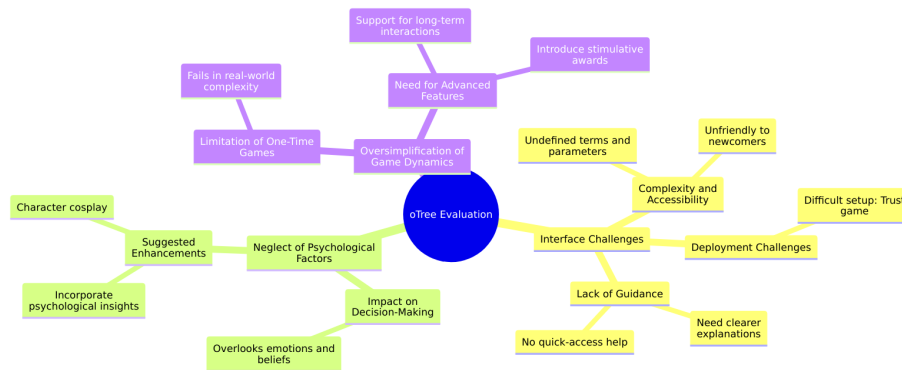 Support for long-term
interactions
Introduce stimulative
awards
Need for Advanced
Features
Fails in real-world
complexity
Limitation of One-Time
Games
Oversimplification of
Game Dynamics
oTree Evaluation
Undefined terms and
parameters
Unfriendly to
newcomers
Complexity and
Accessibility
Difficult setup: Trust
game
Interface Challenges
Deployment Challenges
Lack of Guidance
Need clearer
explanations
No quick-access help
Character cosplay
Suggested
Enhancements
Neglect of Psychological
Factors
Incorporate
psychological insights
Impact on
Decision-Making
Overlooks emotions and
beliefs